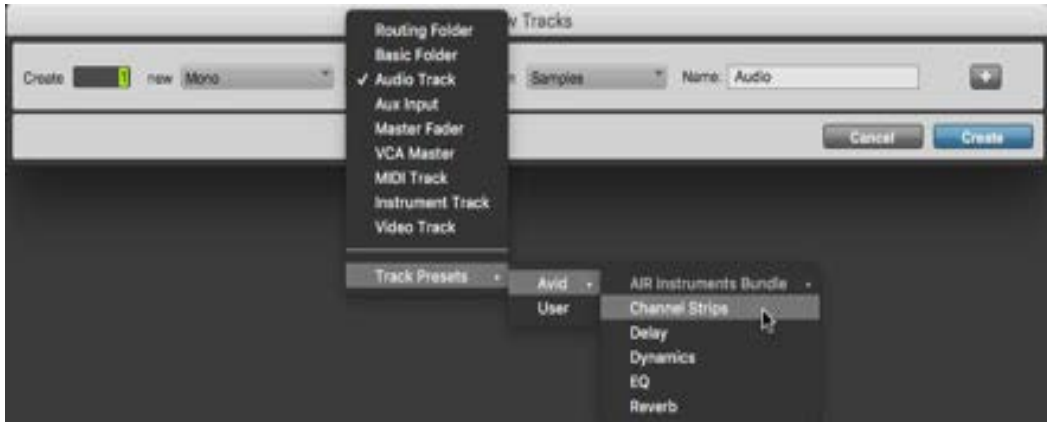 w Tracks
Create 1 new Mono Samples Name: Audio
Cancel Create
Routing Folder
Basic Folder
✓ Audio Track
Aux Input
Master Fader
VCA Master
MIDI Track
Instrument Track
Video Track
Track Presets
Avid
User
AIR Instruments Bundle
Channel Strips
Delay
Dynamics
EQ
Reverb